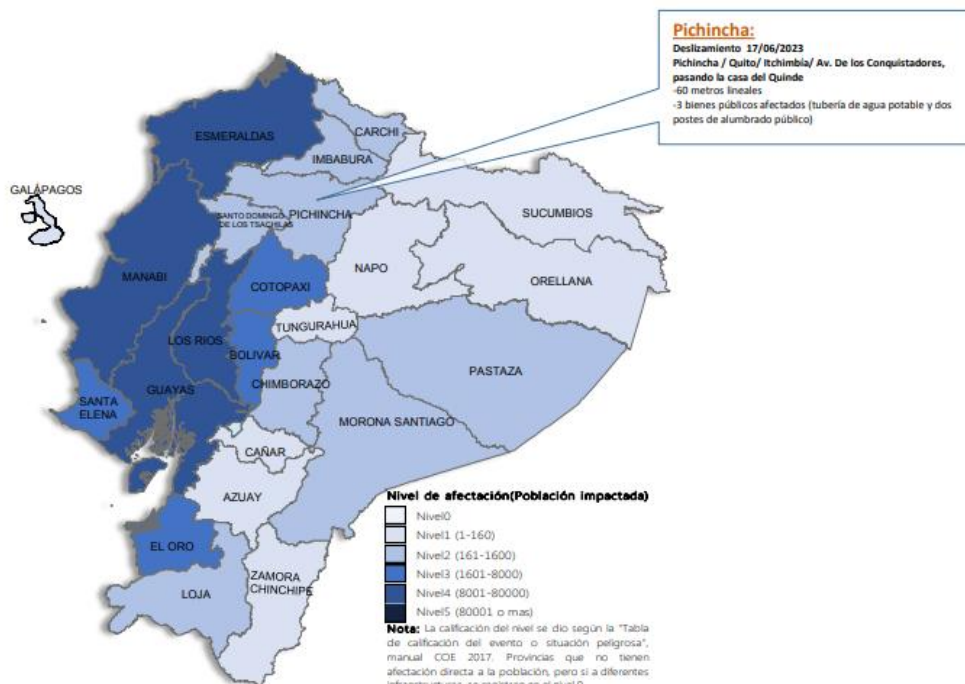 Pichincha:
Deslizamiento 17/06/2023
Pichincha / Quito/ Itchimbía/ Av. De los Conquistadores,
pasando la casa del Quinde
-60 metros lineales
-3 bienes públicos afectados (tubería de agua potable y dos
postes de alumbrado público)
ESMERALDAS
CARCHI
IMBABURA
GALÁPAGOS
SANTO DOMINGO
DE LOS TSACHILAS
PICHINCHA
SUCUMBIOS
MANABI
NAPO
ORELLANA
COTOPAXI
TUNGURAHUA
LOS RIOS
BOLIVAR
PASTAZA
CHIMBORAZO
GUAYAS
SANTA
ELENA
MORONA SANTIAGO
CAÑAR
AZUAY
EL ORO
ZAMORA
CHINCHIPE
LOJA
Nivel de afectación(Población impactada)
Nivel0
Nivel1 (1-160)
Nivel2 (161-1600)
Nivel3 (1601-8000)
Nivel4 (8001-80000)
Nivel5 (80001 o mas)
Nota: La calificación del nivel se dio según la "Tabla
de calificación del evento o situación peligrosa",
manual COE 2017. Provincias que no tienen
afectación directa a la población, pero si a diferentes